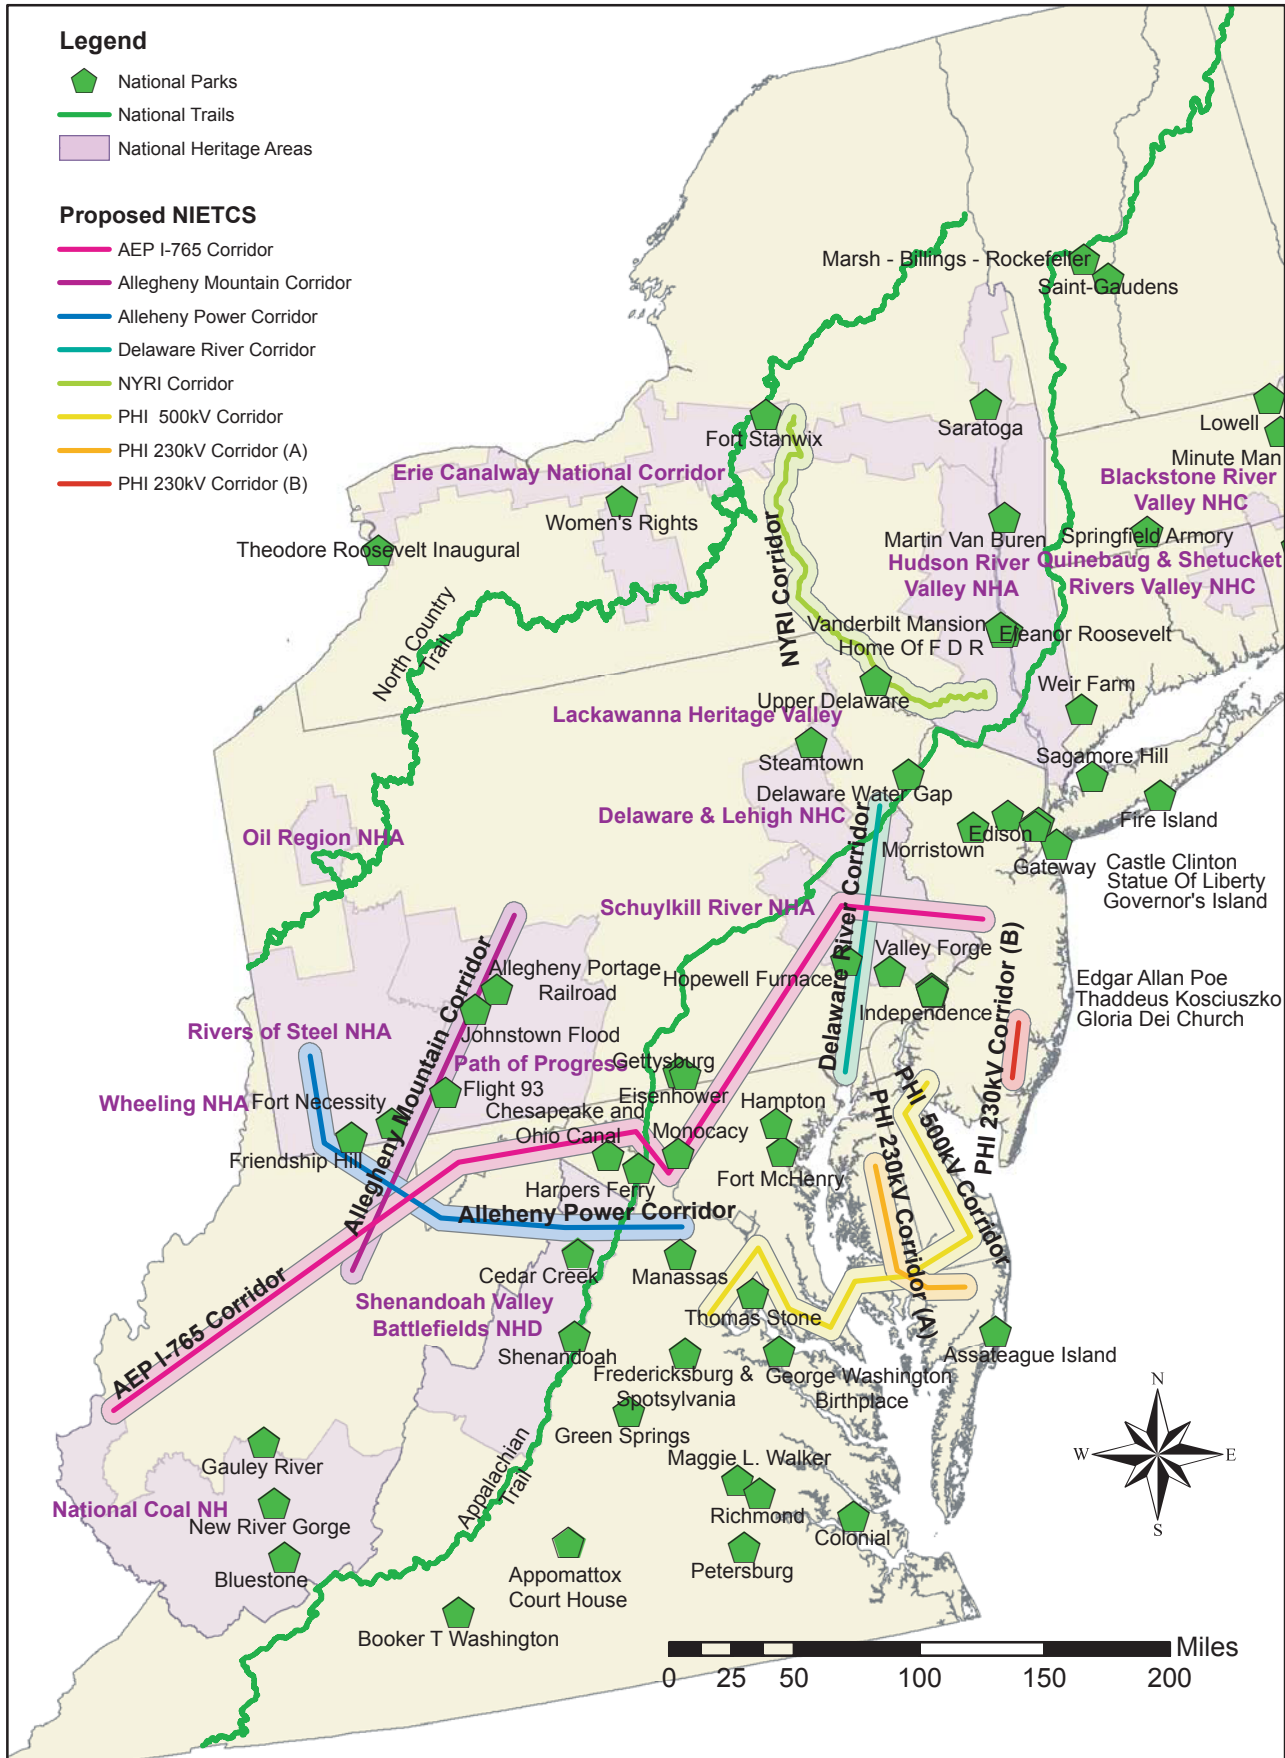 Legend
National Parks
National Trails
National Heritage Areas
Proposed NIETCS
AEP I-765 Corridor
Allegheny Mountain Corridor
Alleheny Power Corridor
Delaware River Corridor
NYRI Corridor
PHI 500kV Corridor
PHI 230kV Corridor (A)
PHI 230kV Corridor (B)
Marsh - Billings - Rockefeller
Saint-Gaudens
Fort Stanwix
Saratoga
Lowell
Minute Man
Erie Canalway National Corridor
Blackstone River
Valley NHC
Women's Rights
Theodore Roosevelt Inaugural
Martin Van Buren
Springfield Armory
Hudson River
Valley NHA
Quinebaug & Shetucket
Rivers Valley NHC
NYRI Corridor
North Country
Trail
Vanderbilt Mansion
Home Of F D R
Eleanor Roosevelt
Weir Farm
Upper Delaware
Lackawanna Heritage Valley
Steamtown
Sagamore Hill
Delaware Water Gap
Fire Island
Delaware & Lehigh NHC
Oil Region NHA
Edison
Morristown
Gateway
Castle Clinton
Statue Of Liberty
Governor's Island
Delaware River Corridor
Schuylkill River NHA
Valley Forge
Hopewell Furnace
Independence
PHI 230kV Corridor (B)
Edgar Allan Poe
Thaddeus Kosciuszko
Gloria Dei Church
Allegheny Portage
Railroad
Johnstown Flood
Allegheny Mountain Corridor
Rivers of Steel NHA
Path of Progress
Gettysburg
Eisenhower
Flight 93
Wheeling NHA
Fort Necessity
Friendship Hill
Chesapeake and
Ohio Canal
Monocacy
Hampton
Fort McHenry
Harpers Ferry
PHI 500kV Corridor
PHI 230kV Corridor (A)
Alleheny Power Corridor
Cedar Creek
Manassas
AEP I-765 Corridor
Shenandoah Valley
Battlefields NHD
Thomas Stone
Shenandoah
Fredericksburg &
Spotsylvania
George Washington
Birthplace
Assateague Island
Green Springs
Gauley River
National Coal NH
New River Gorge
Bluestone
Appalachian
Trail
Maggie L. Walker
Richmond
Colonial
Petersburg
Appomattox
Court House
Booker T Washington
N
W
E
S
Miles
0 25 50 100 150 200